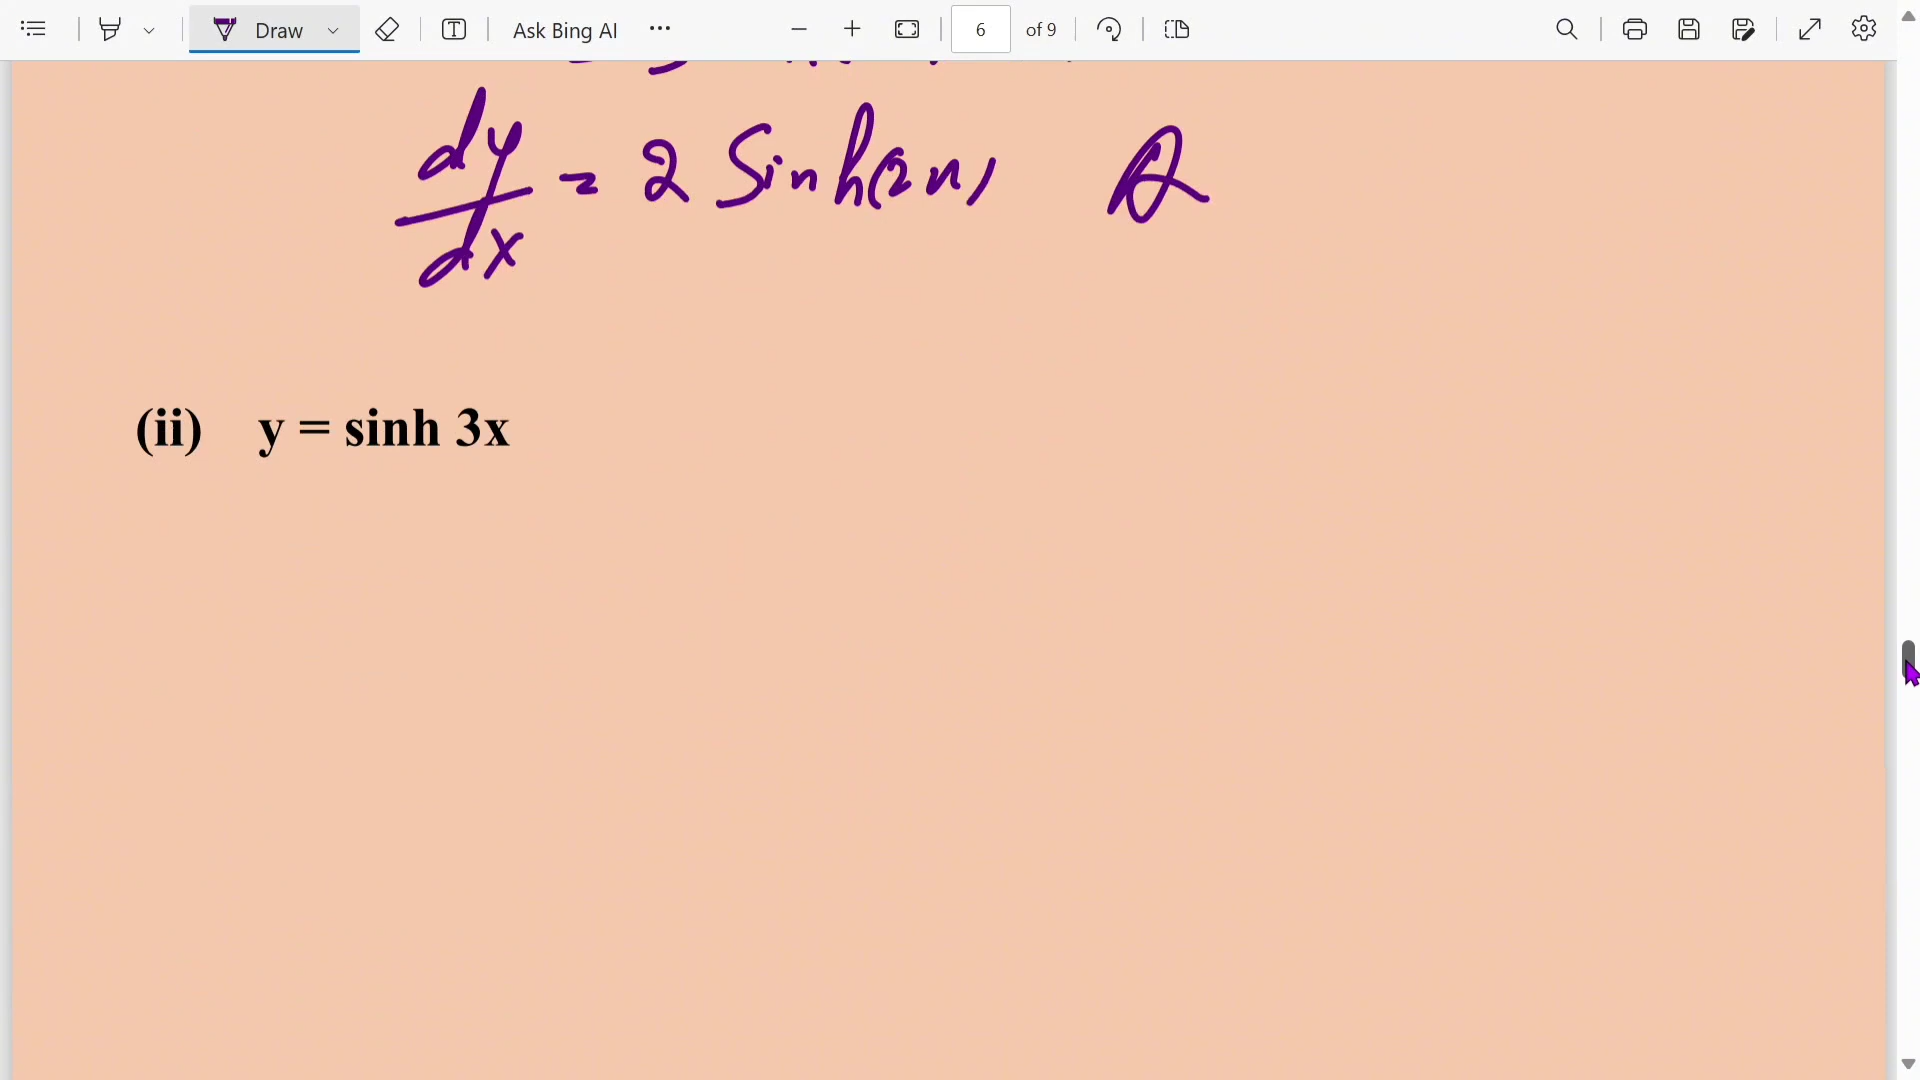 Draw Ask Bing AI 6 of 9
dy/dx = 2 Sinh(2x)
(ii) y = sinh 3x